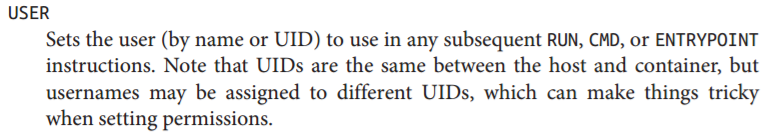 USER
Sets the user (by name or UID) to use in any subsequent RUN, CMD, or ENTRYPOINT
instructions. Note that UIDs are the same between the host and container, but
usernames may be assigned to different UIDs, which can make things tricky
when setting permissions.